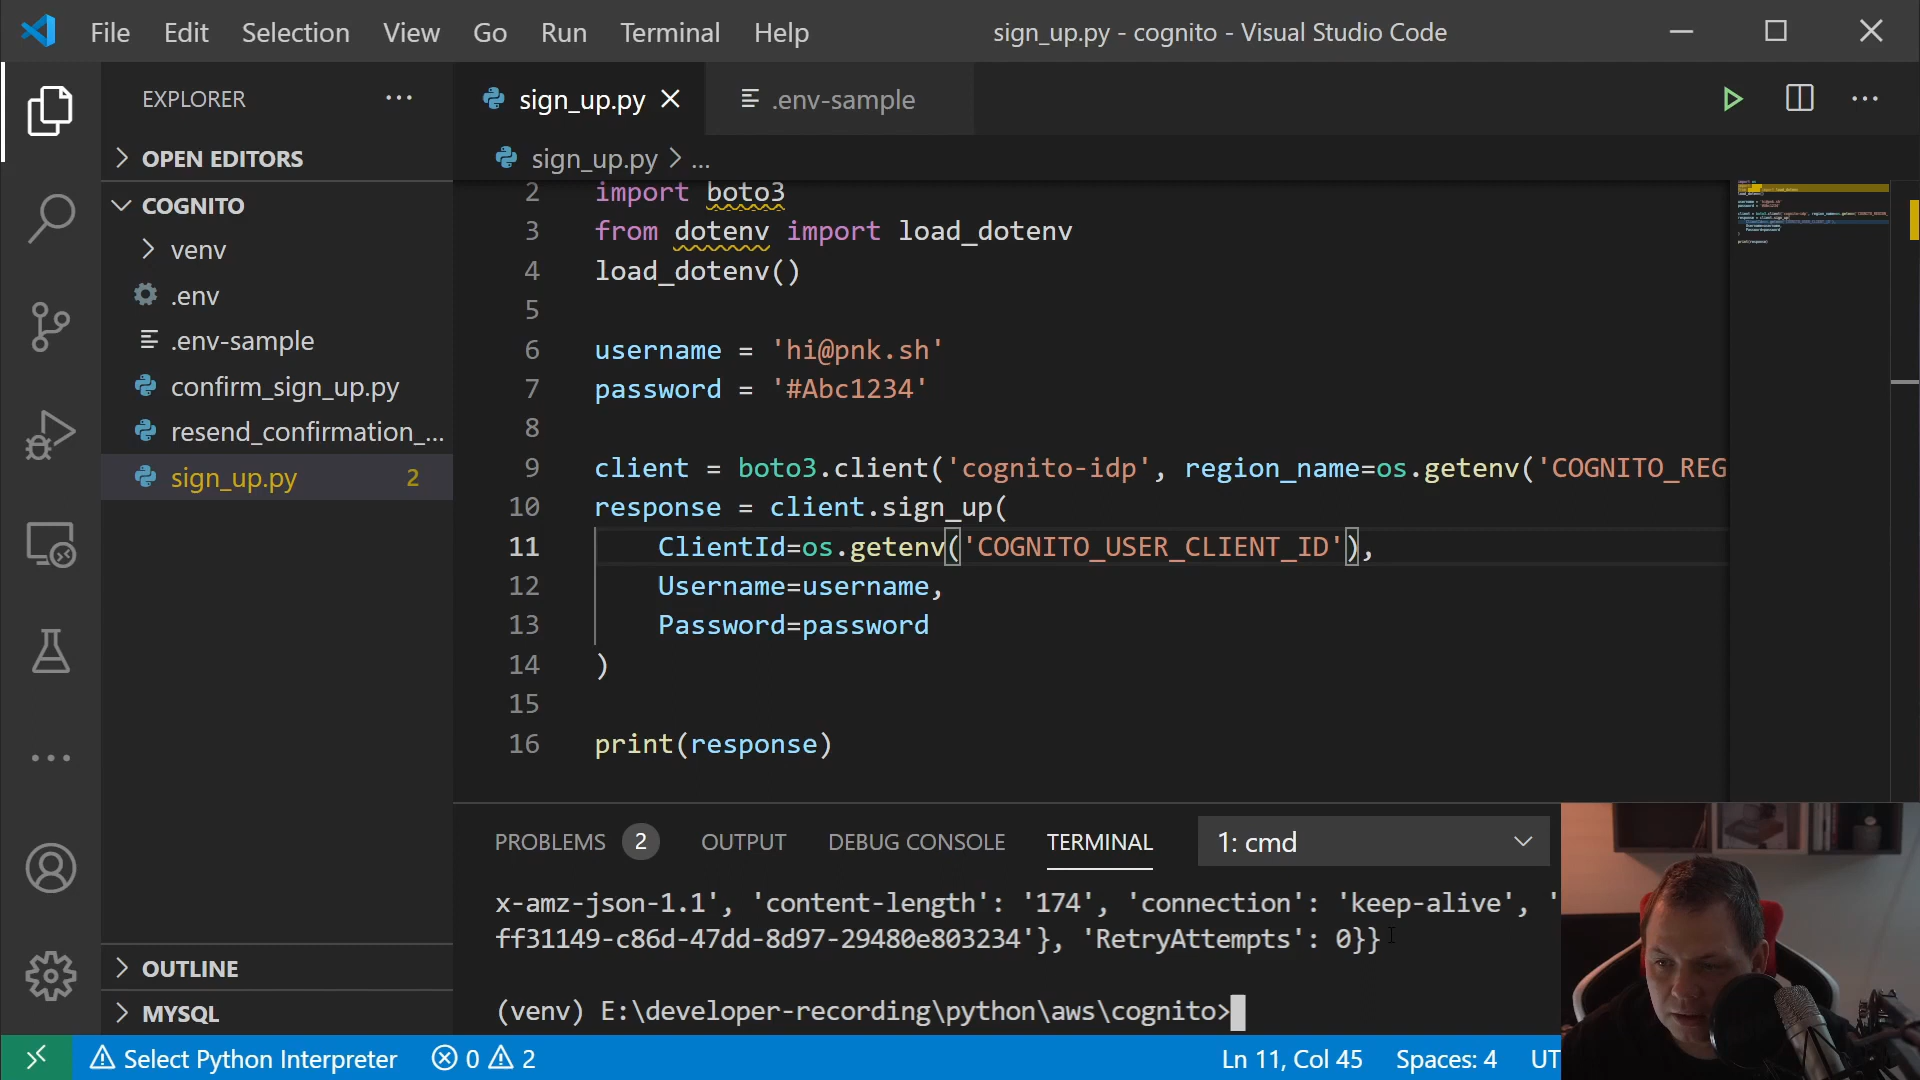 File Edit Selection View Go Run Terminal Help sign_up.py - cognito - Visual Studio Code
EXPLORER
OPEN EDITORS
COGNITO
venv
.env
.env-sample
confirm_sign_up.py
resend_confirmation_...
sign_up.py 2
OUTLINE
MYSQL
sign_up.py .env-sample
sign_up.py > ...
2 import boto3
3 from dotenv import load_dotenv
4 load_dotenv()
5
6 username = 'hi@pnk.sh'
7 password = '#Abc1234'
8
9 client = boto3.client('cognito-idp', region_name=os.getenv('COGNITO_REG
10 response = client.sign_up(
11 ClientId=os.getenv('COGNITO_USER_CLIENT_ID'),
12 Username=username,
13 Password=password
14 )
15
16 print(response)
PROBLEMS 2 OUTPUT DEBUG CONSOLE TERMINAL 1: cmd
x-amz-json-1.1', 'content-length': '174', 'connection': 'keep-alive', '
ff31149-c86d-47dd-8d97-29480e803234'}, 'RetryAttempts': 0}}
(venv) E:\developer-recording\python\aws\cognito>
Select Python Interpreter 0 2 Ln 11, Col 45 Spaces: 4 UT